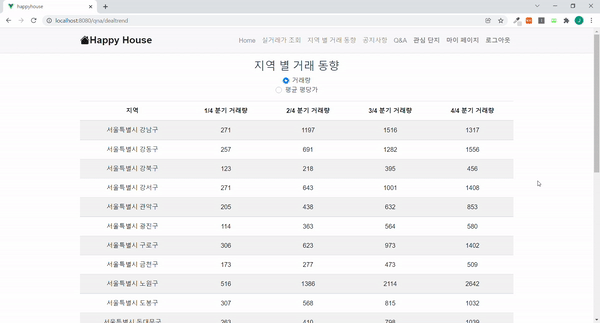 happyhouse
localhost:8080/qna/dealtrend
Happy House
Home 실거래가 조회 지역 별 거래 동향 공지사항 Q&A 관심 단지 마이 페이지 로그아웃
지역 별 거래 동향
거래량
평균 평당가
지역 1/4 분기 거래량 2/4 분기 거래량 3/4 분기 거래량 4/4 분기 거래량
서울특별시 강남구 271 1197 1516 1317
서울특별시 강동구 257 691 1282 1556
서울특별시 강북구 123 218 395 456
서울특별시 강서구 271 643 1001 1408
서울특별시 관악구 205 438 632 853
서울특별시 광진구 114 363 564 580
서울특별시 구로구 306 623 973 1402
서울특별시 금천구 173 277 473 509
서울특별시 노원구 516 1386 2114 2642
서울특별시 도봉구 307 568 815 1032
서울특별시 동대문구 263 410 798 1039